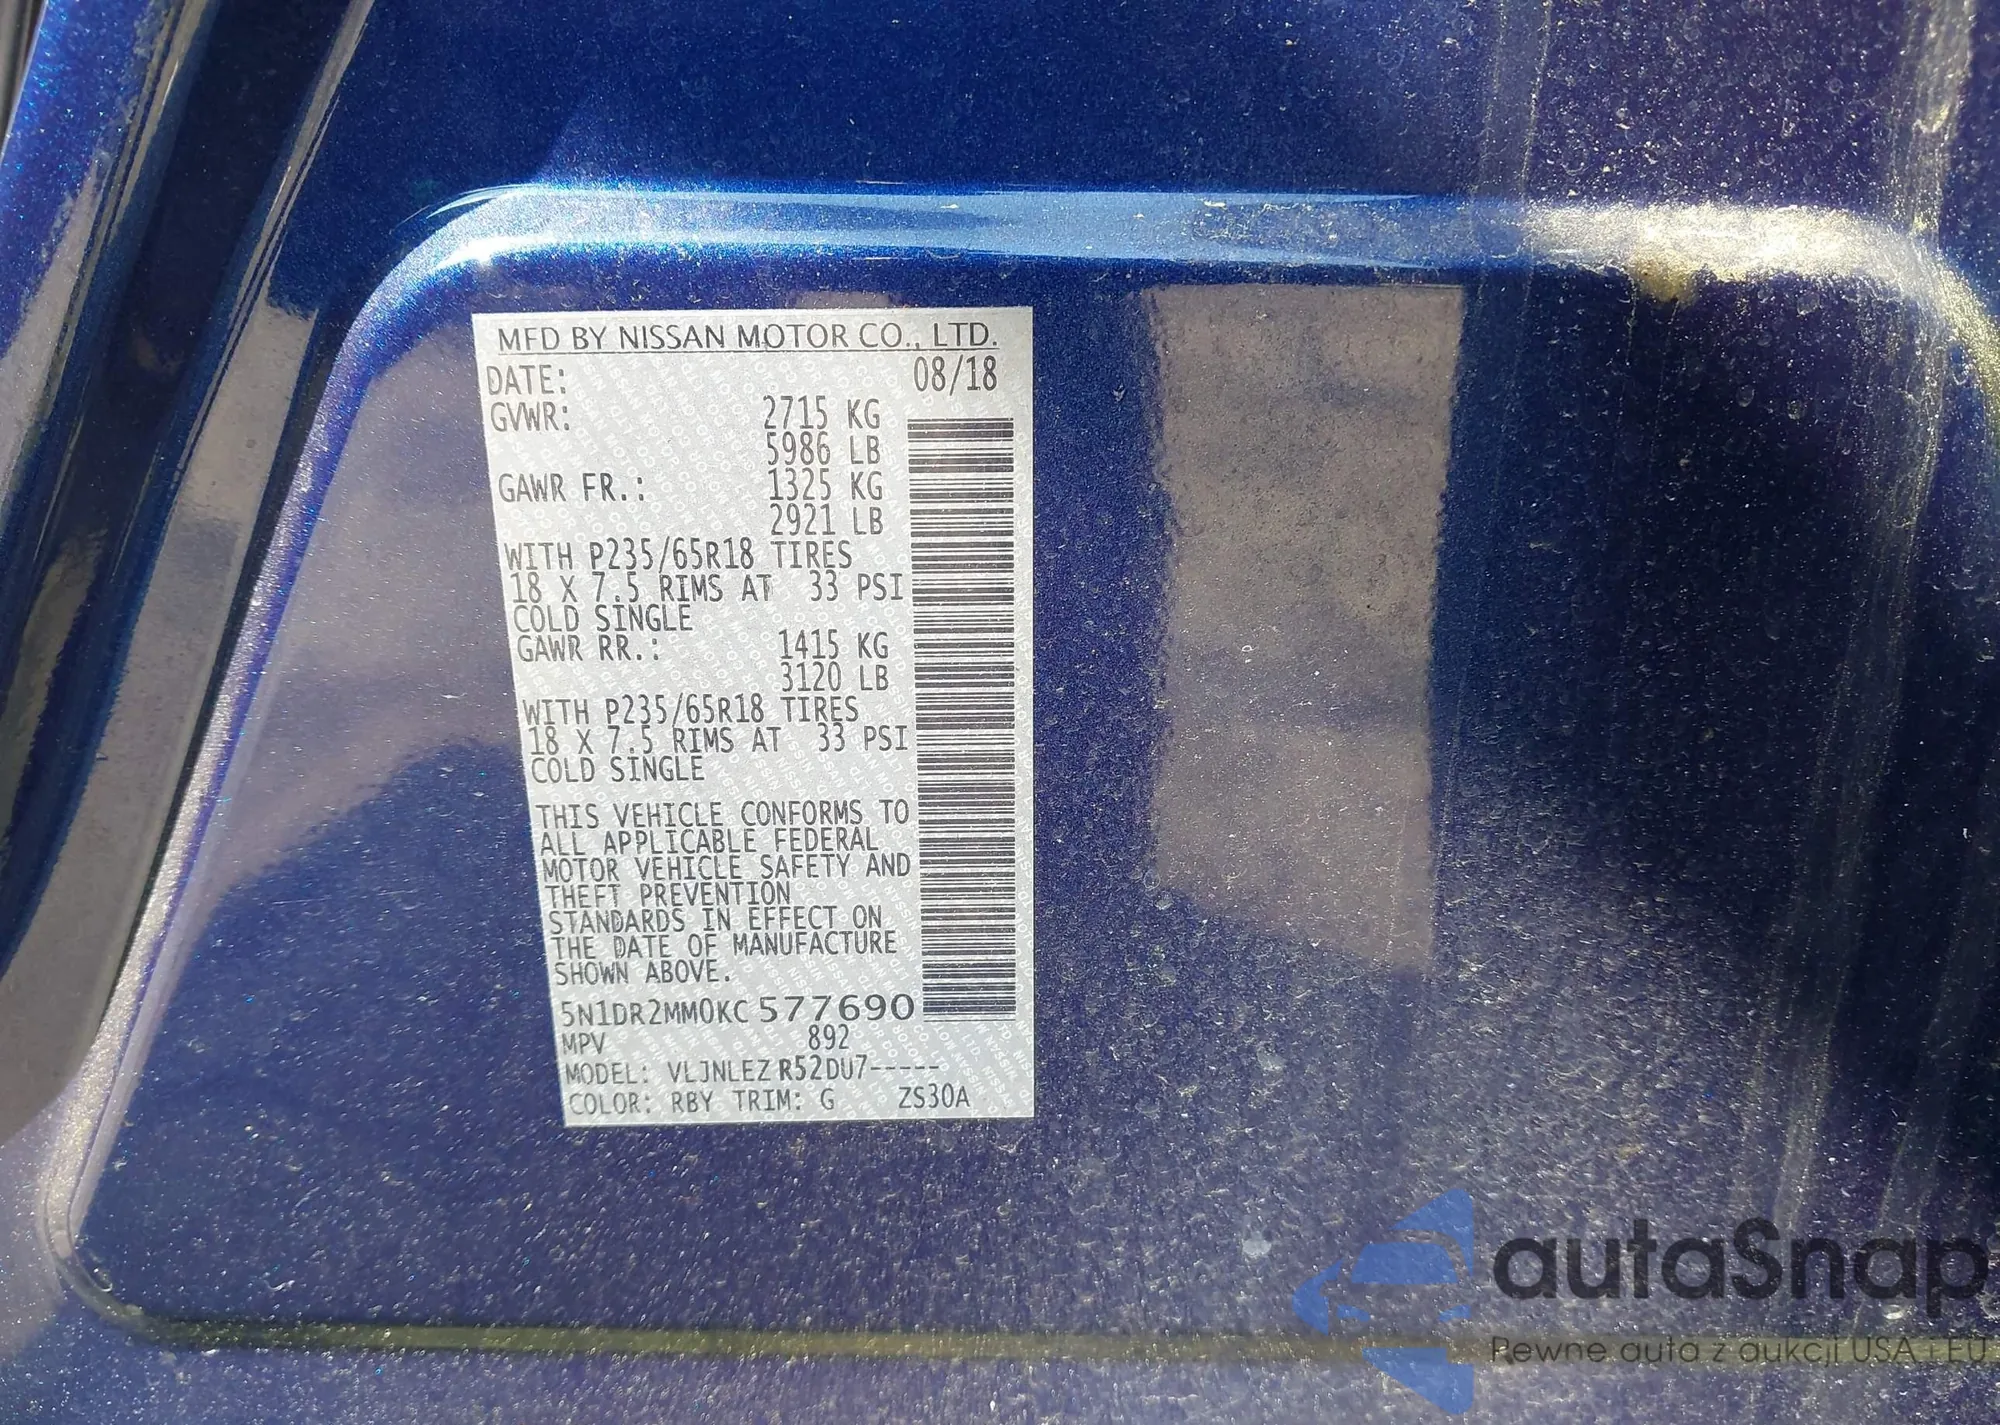 MFD BY NISSAN MOTOR CO., LTD.
DATE: 08/18
GVWR: 2715 KG
5986 LB
GAWR FR.: 1325 KG
2921 LB
WITH P235/65R18 TIRES
18 X 7.5 RIMS AT 33 PSI
COLD SINGLE
GAWR RR.: 1415 KG
3120 LB
WITH P235/65R18 TIRES
18 X 7.5 RIMS AT 33 PSI
COLD SINGLE
THIS VEHICLE CONFORMS TO
ALL APPLICABLE FEDERAL
MOTOR VEHICLE SAFETY AND
THEFT PREVENTION
STANDARDS IN EFFECT ON
THE DATE OF MANUFACTURE
SHOWN ABOVE.
5N1DR2MM0KC577690
MPV 892
MODEL: VLJNLEZ R52DU7-----
COLOR: RBY TRIM: G ZS30A
autaSnap
Pewne auta z aukcji USA i EU